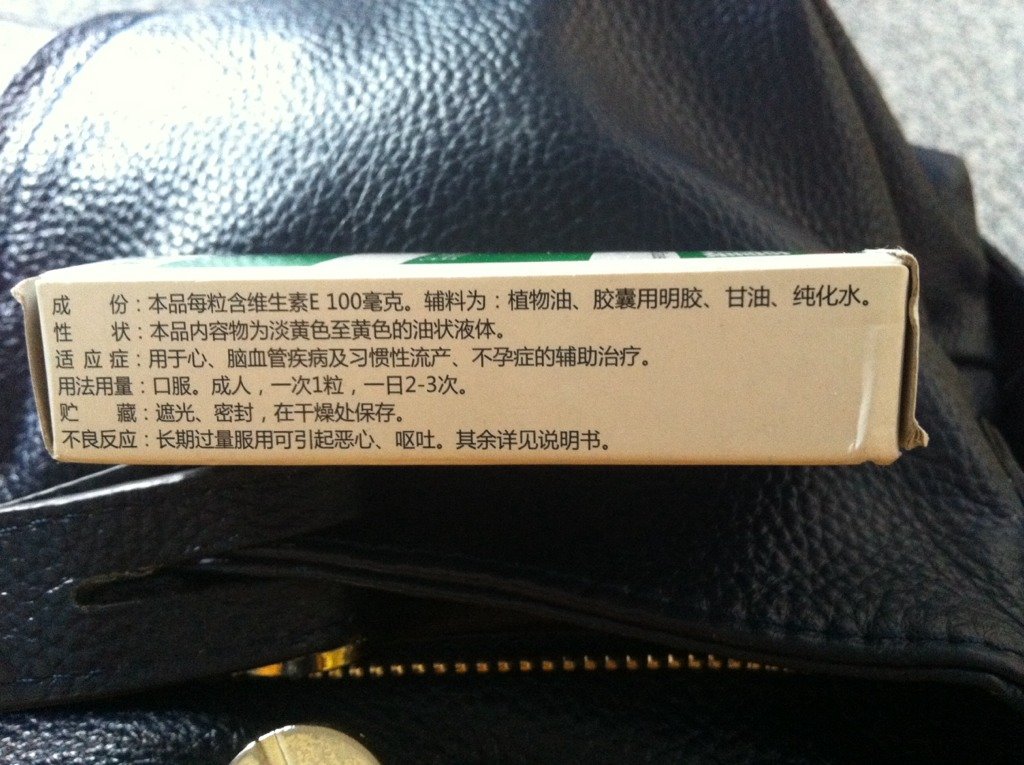 成份：本品每粒含维生素E 100毫克。辅料为：植物油、胶囊用明胶、甘油、纯化水。
性状：本品内容物为淡黄色至黄色的油状液体。
适应症：用于心、脑血管疾病及习惯性流产、不孕症的辅助治疗。
用法用量：口服。成人，一次1粒，一日2-3次。
贮藏：遮光、密封，在干燥处保存。
不良反应：长期过量服用可引起恶心、呕吐。其余详见说明书。